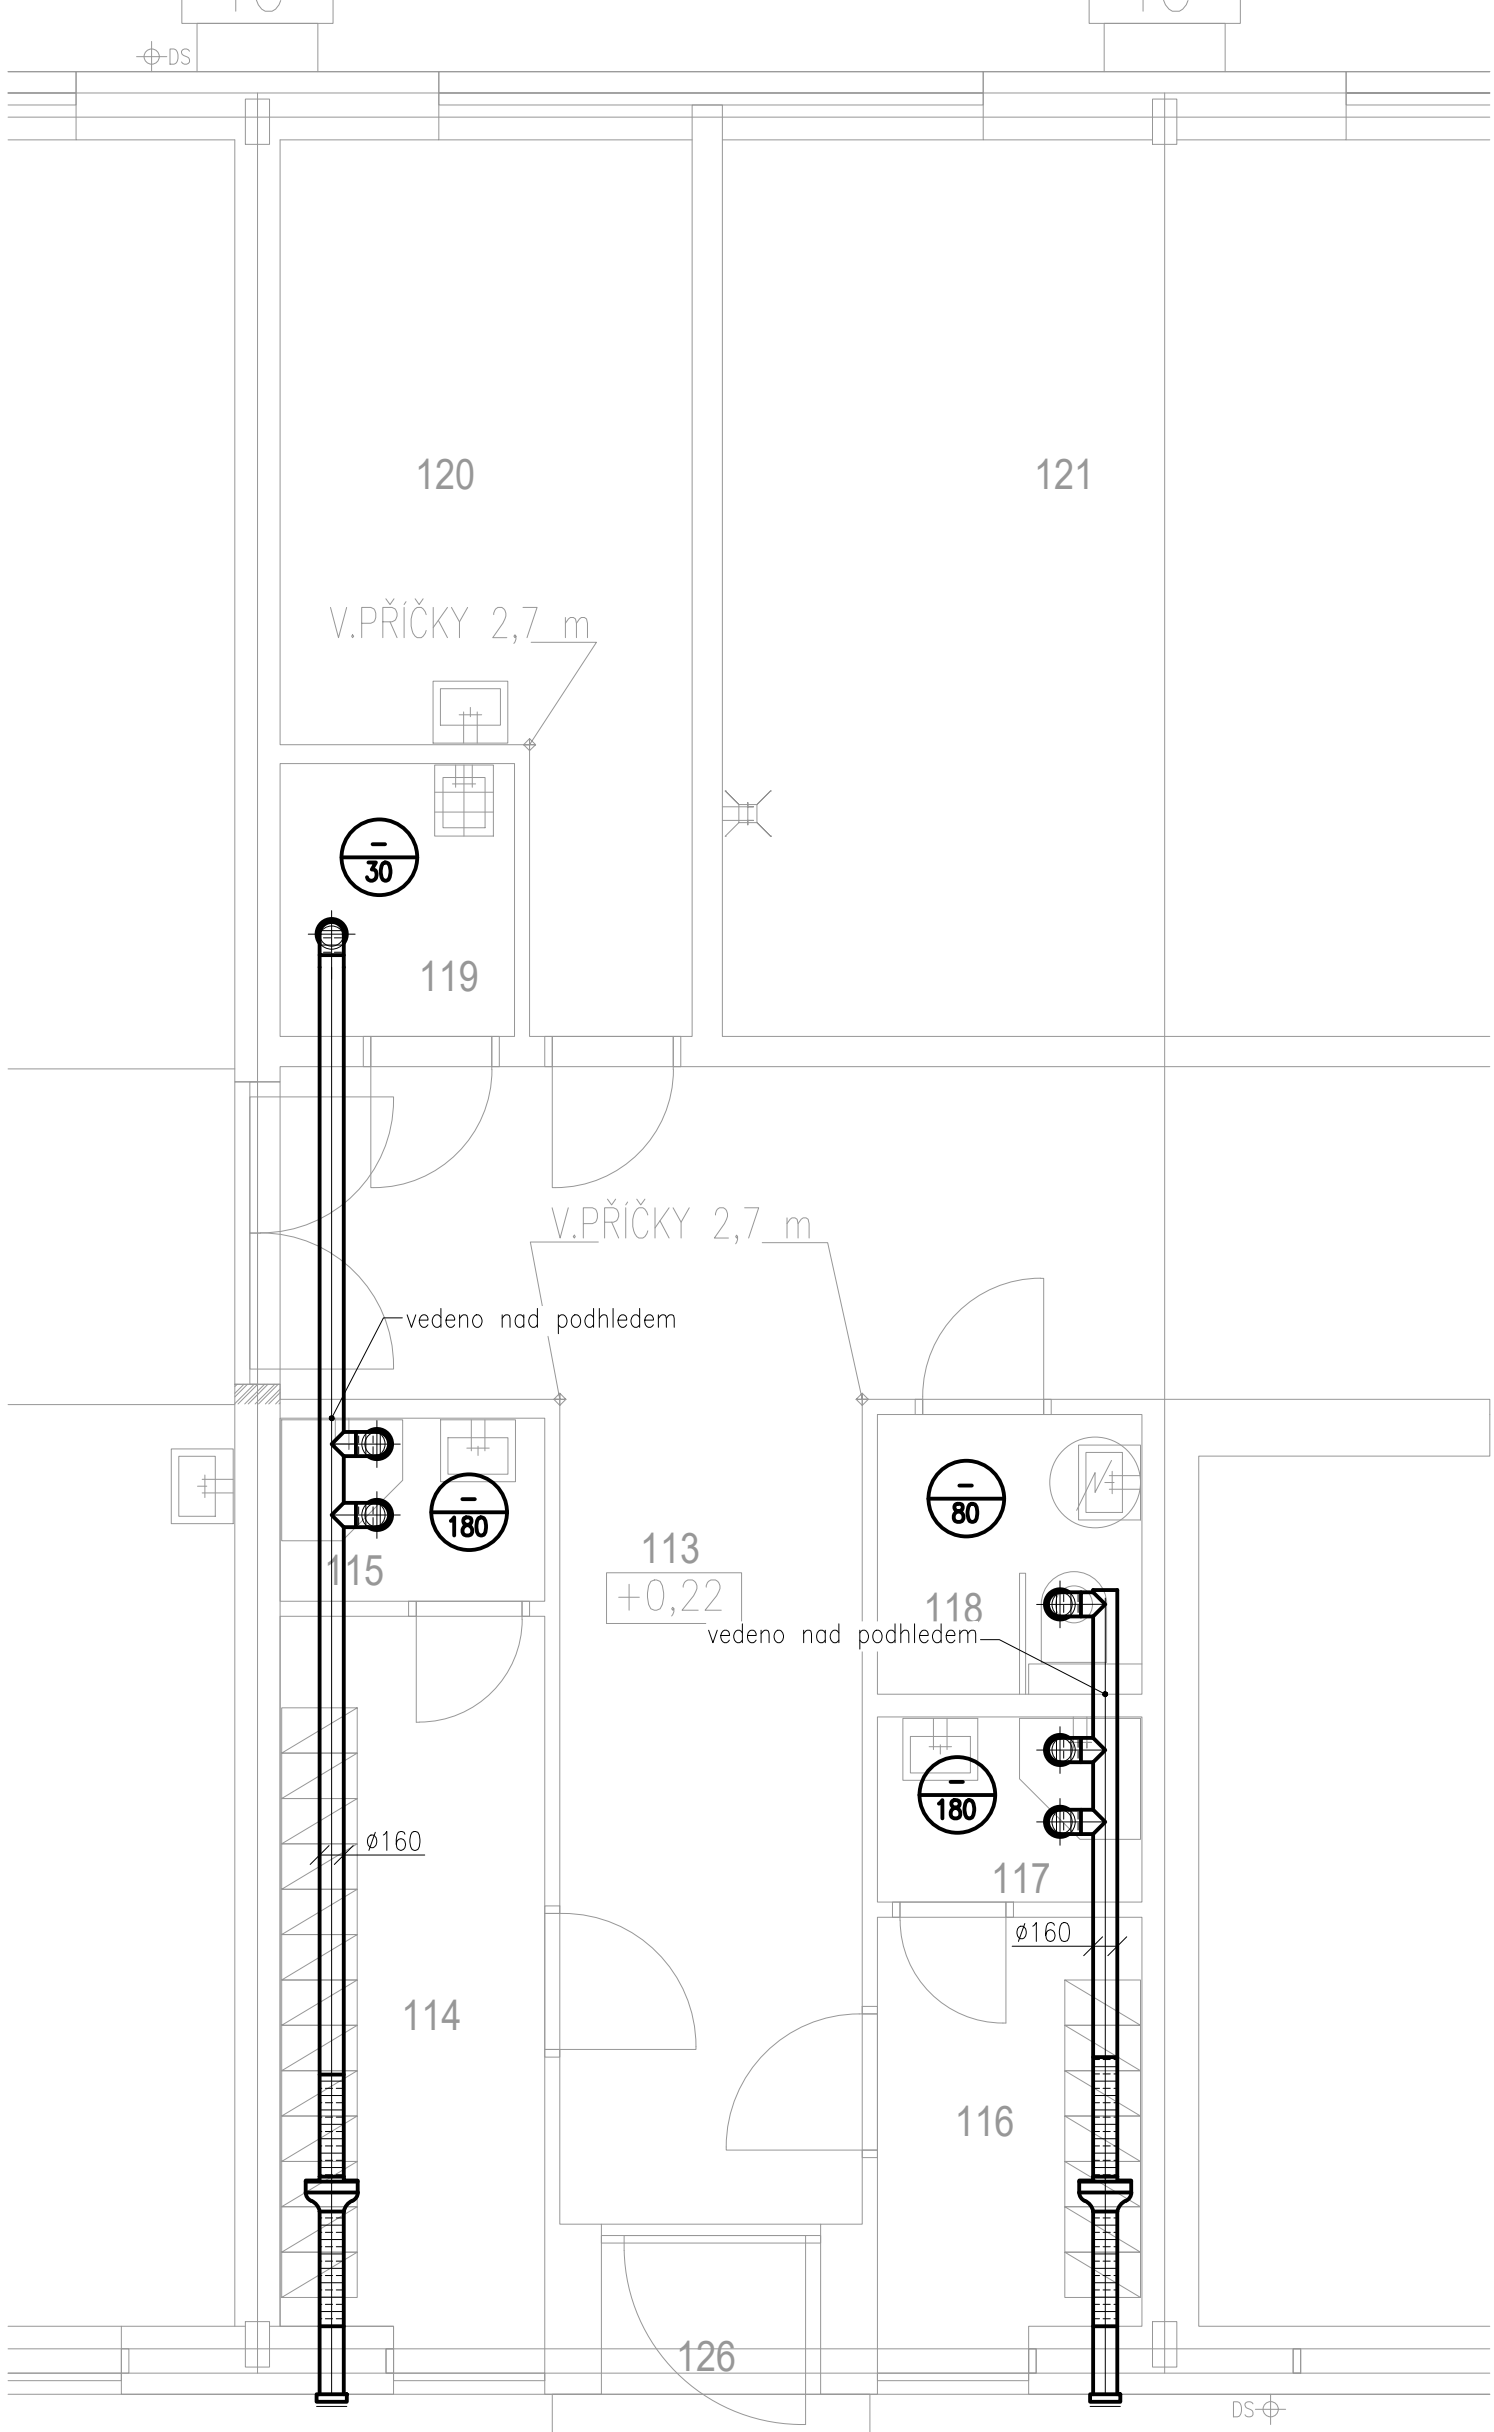 DS
120
121
V.PŘÍČKY 2,7 m
–
30
119
V.PŘÍČKY 2,7 m
vedeno nad podhledem
–
180
–
80
113
115
+0,22
118
vedeno nad podhledem
–
180
ø160
117
ø160
114
116
126
DS